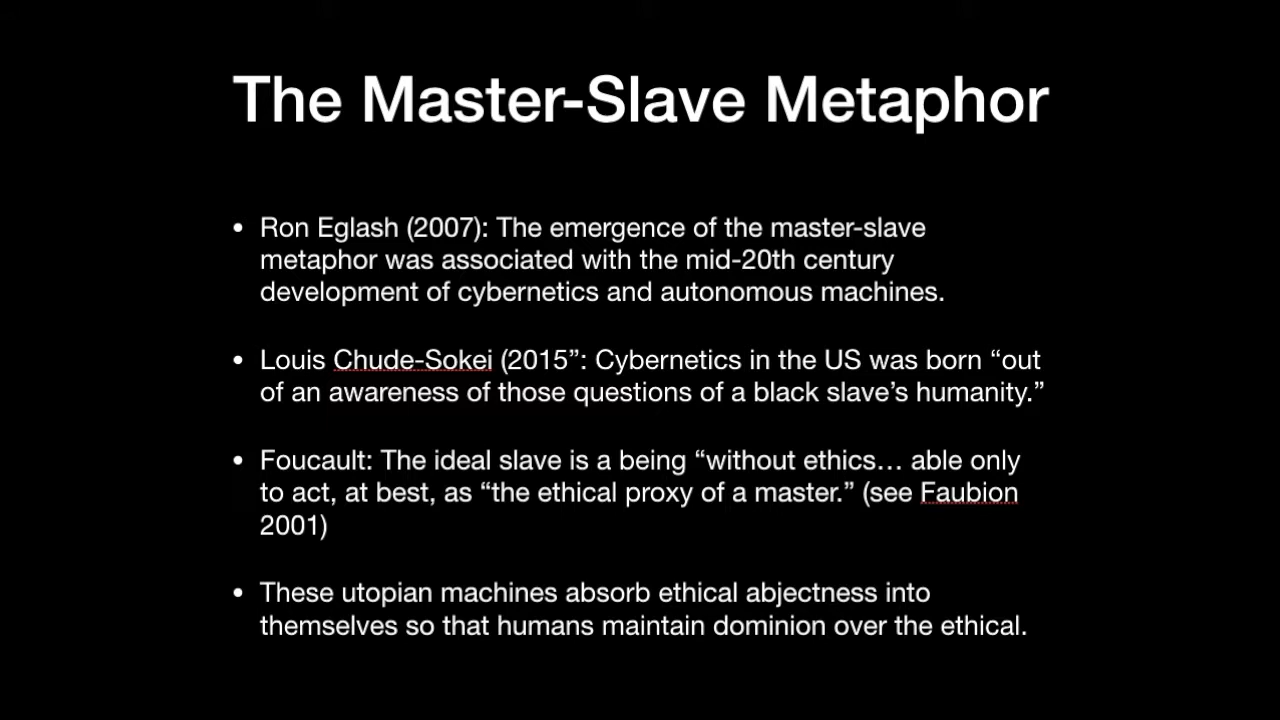 The Master-Slave Metaphor
• Ron Eglash (2007): The emergence of the master-slave
metaphor was associated with the mid-20th century
development of cybernetics and autonomous machines.
• Louis Chude-Sokei (2015”: Cybernetics in the US was born “out
of an awareness of those questions of a black slave’s humanity.”
• Foucault: The ideal slave is a being “without ethics… able only
to act, at best, as “the ethical proxy of a master.” (see Faubion
2001)
• These utopian machines absorb ethical abjectness into
themselves so that humans maintain dominion over the ethical.